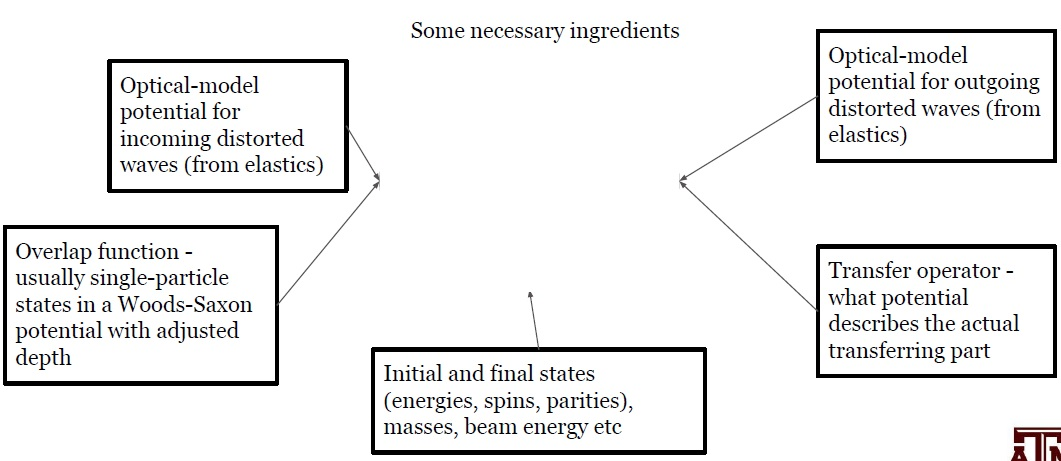 Some necessary ingredients
Optical-model
potential for
incoming distorted
waves (from elastics)
Optical-model
potential for outgoing
distorted waves (from
elastics)
Overlap function -
usually single-particle
states in a Woods-Saxon
potential with adjusted
depth
Transfer operator -
what potential
describes the actual
transferring part
Initial and final states
(energies, spins, parities),
masses, beam energy etc
ATM